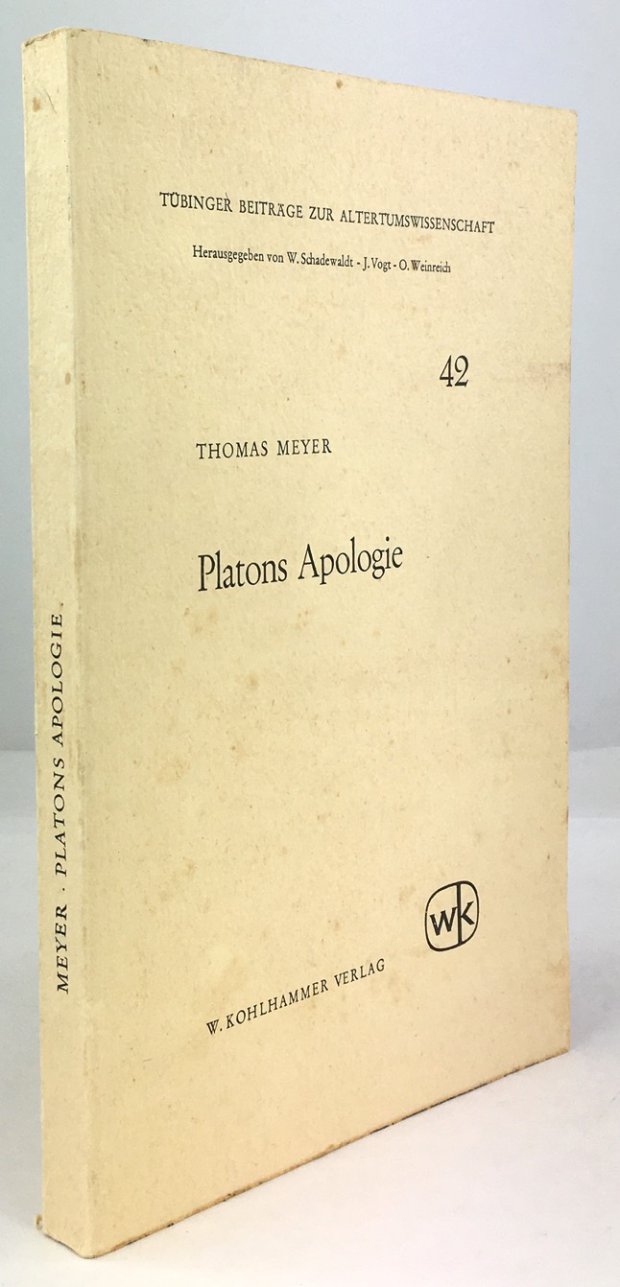 TÜBINGER BEITRÄGE ZUR ALTERTUMSWISSENSCHAFT
Herausgegeben von W. Schadewaldt - J. Vogt - O. Weinreich
42
THOMAS MEYER
Platons Apologie
wk
W. KOHLHAMMER VERLAG
MEYER · PLATONS APOLOGIE